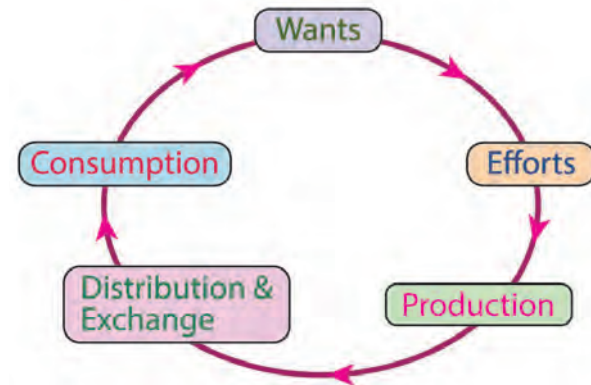 Wants
Efforts
Production
Distribution &
Exchange
Consumption